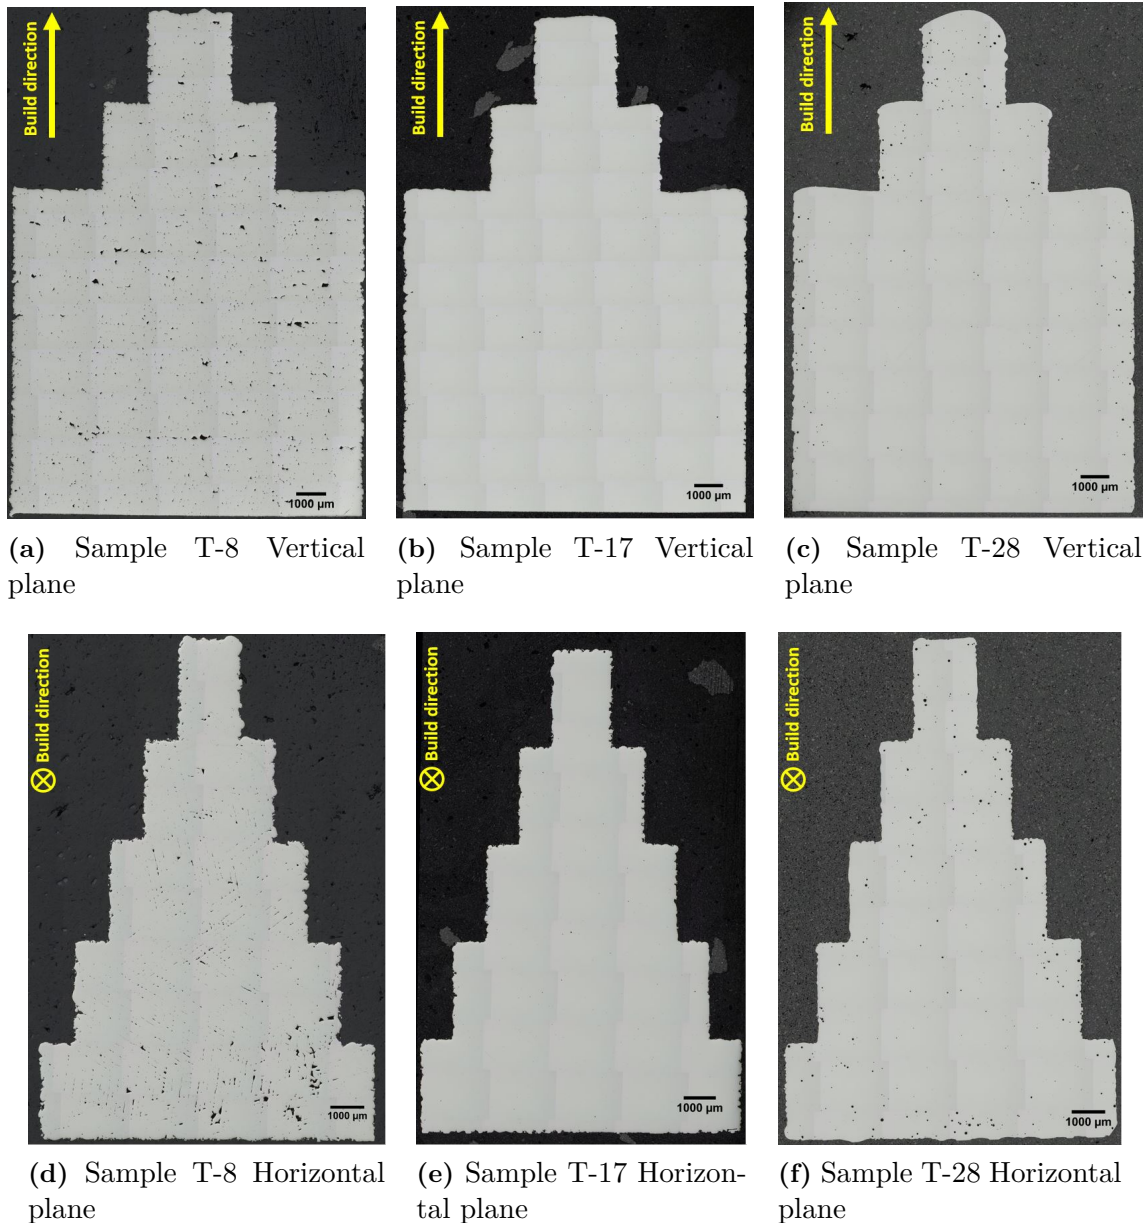 Build direction
1000 µm
Build direction
1000 µm
Build direction
1000 µm
(a) Sample T-8 Vertical
plane
(b) Sample T-17 Vertical
plane
(c) Sample T-28 Vertical
plane
Build direction
1000 µm
Build direction
1000 µm
Build direction
1000 µm
(d) Sample T-8 Horizontal
plane
(e) Sample T-17 Horizon-
tal plane
(f) Sample T-28 Horizontal
plane